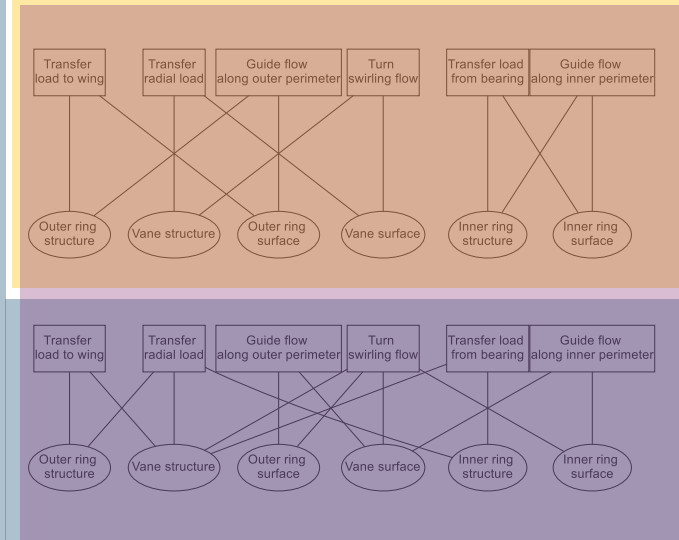 Transfer
load to wing
Transfer
radial load
Guide flow
along outer perimeter
Turn
swirling flow
Transfer load
from bearing
Guide flow
along inner perimeter
Outer ring
structure
Vane structure
Outer ring
surface
Vane surface
Inner ring
structure
Inner ring
surface
Transfer
load to wing
Transfer
radial load
Guide flow
along outer perimeter
Turn
swirling flow
Transfer load
from bearing
Guide flow
along inner perimeter
Outer ring
structure
Vane structure
Outer ring
surface
Vane surface
Inner ring
structure
Inner ring
surface